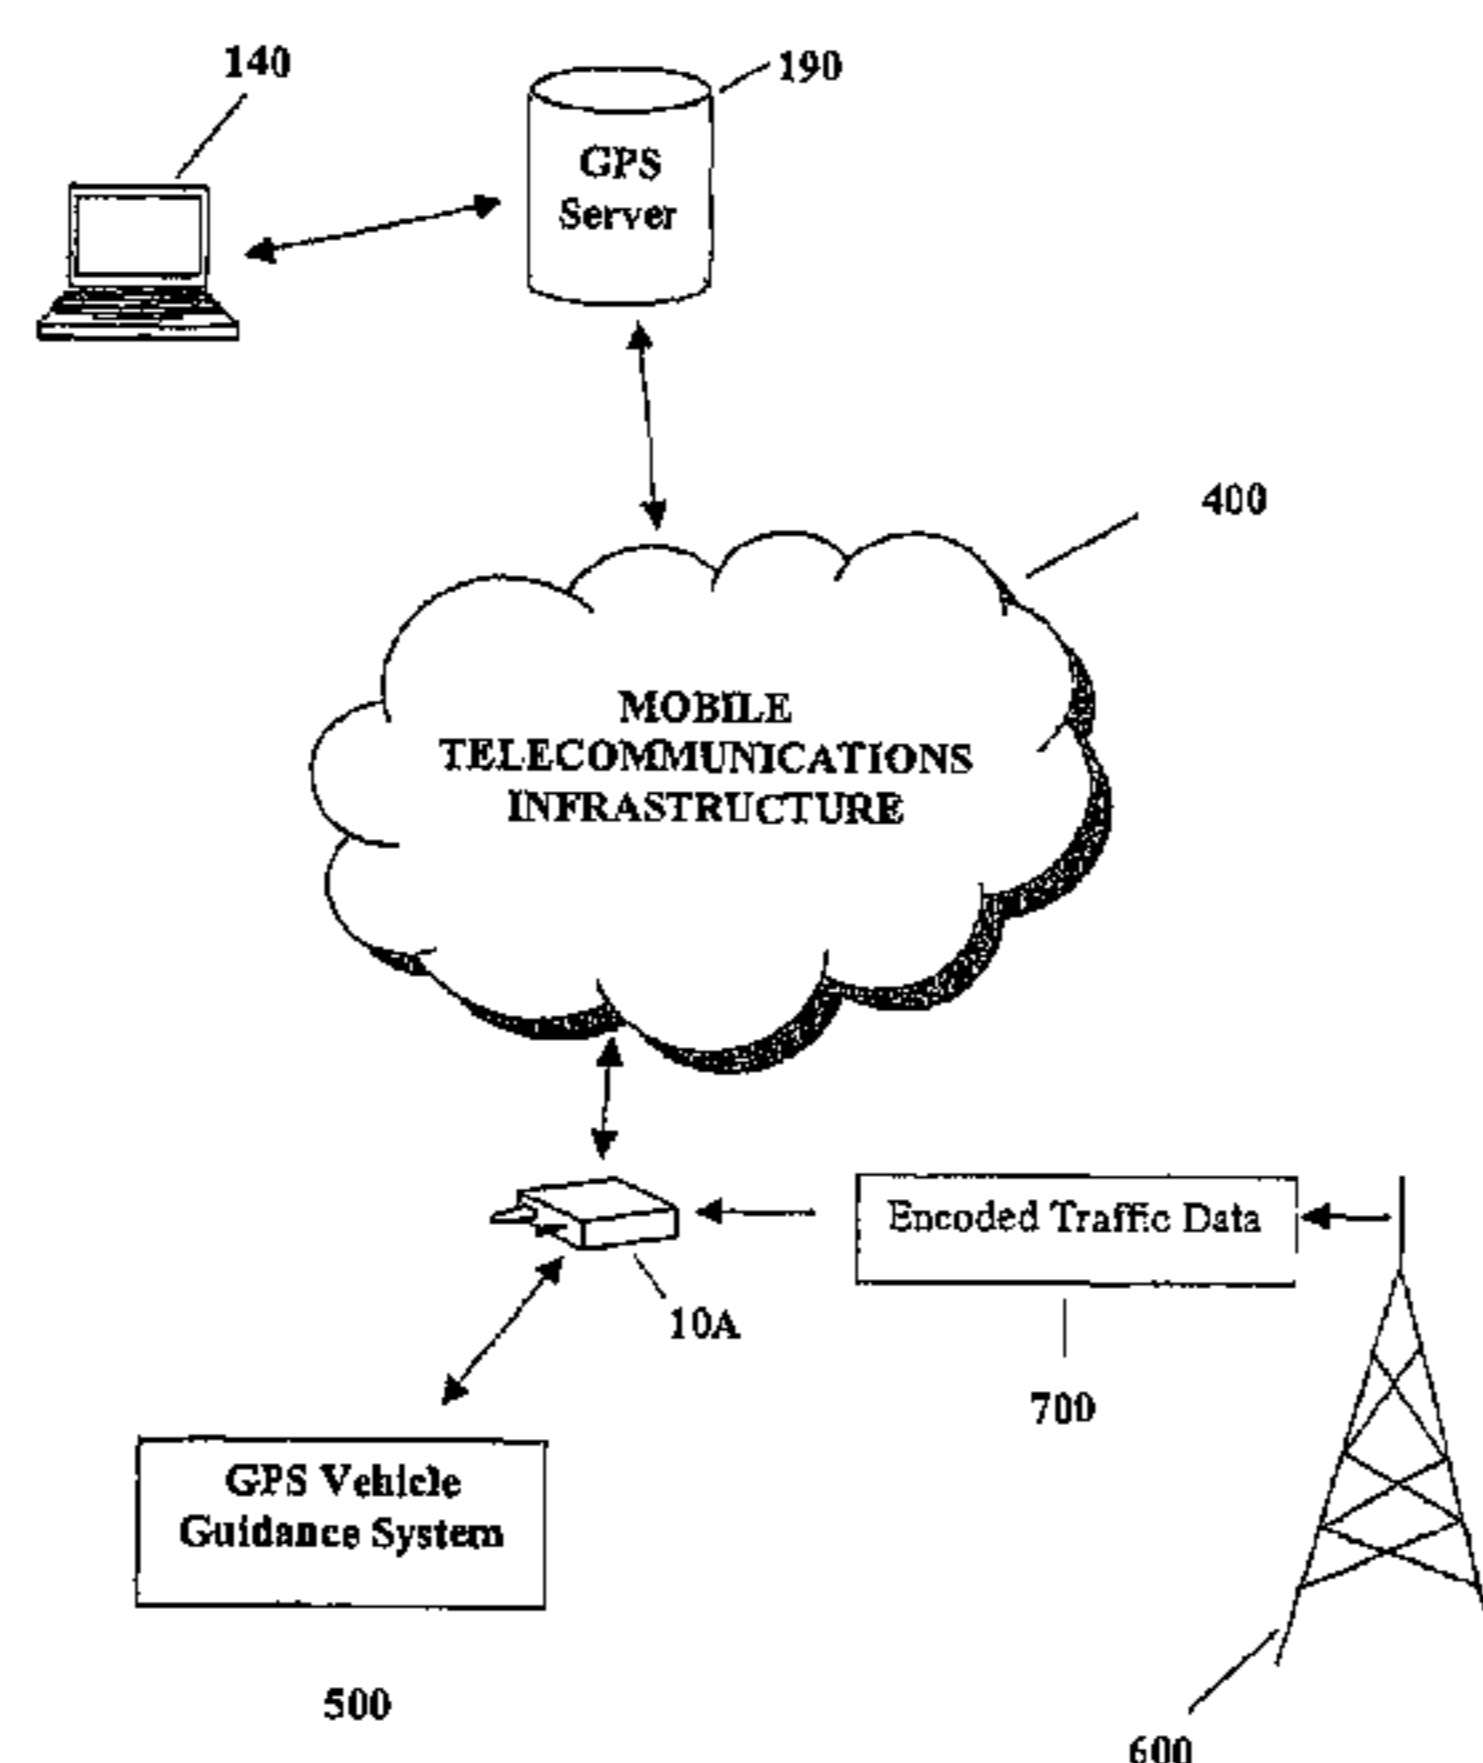 140
190
GPS
Server
400
MOBILE
TELECOMMUNICATIONS
INFRASTRUCTURE
Encoded Traffic Data
10A
700
GPS Vehicle
Guidance System
500
600